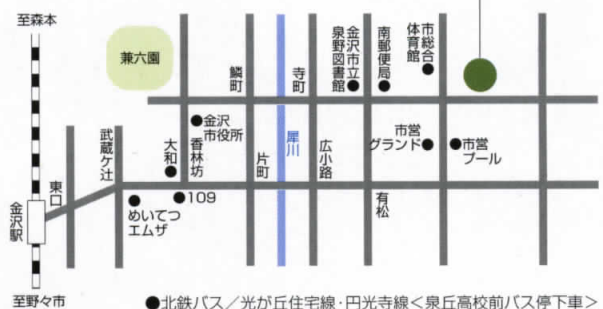 至森本
兼六園
鱗町
寺町
金沢市立
泉野図書館
南郵便局
市総合
体育館
金沢
市役所
武蔵ケ辻
大和
香林坊
片町
犀川
広小路
市営
グランド
市営
プール
東口
金沢駅
109
めいてつ
エムザ
有松
至野々市
●北鉄バス／光が丘住宅線・円光寺線＜泉丘高校前バス停下車＞